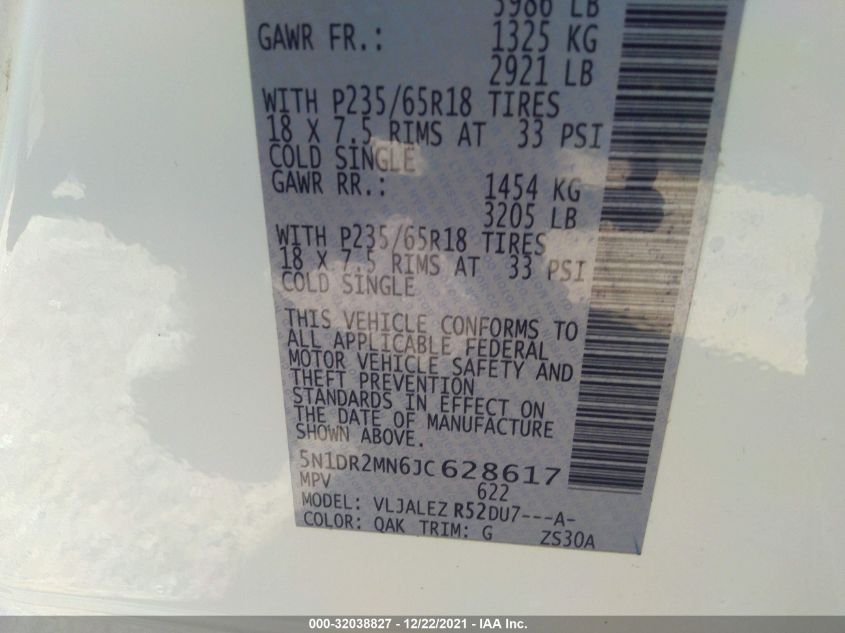 5986 LB
GAWR FR.: 1325 KG
2921 LB
WITH P235/65R18 TIRES
18 X 7.5 RIMS AT 33 PSI
COLD SINGLE
GAWR RR.: 1454 KG
3205 LB
WITH P235/65R18 TIRES
18 X 7.5 RIMS AT 33 PSI
COLD SINGLE
THIS VEHICLE CONFORMS TO
ALL APPLICABLE FEDERAL
MOTOR VEHICLE SAFETY AND
THEFT PREVENTION
STANDARDS IN EFFECT ON
THE DATE OF MANUFACTURE
SHOWN ABOVE.
5N1DR2MN6JC628617
MPV 622
MODEL: VLJALEZ R52DU7---A-
COLOR: QAK TRIM: G ZS30A
000-32038827 - 12/22/2021 - IAA Inc.